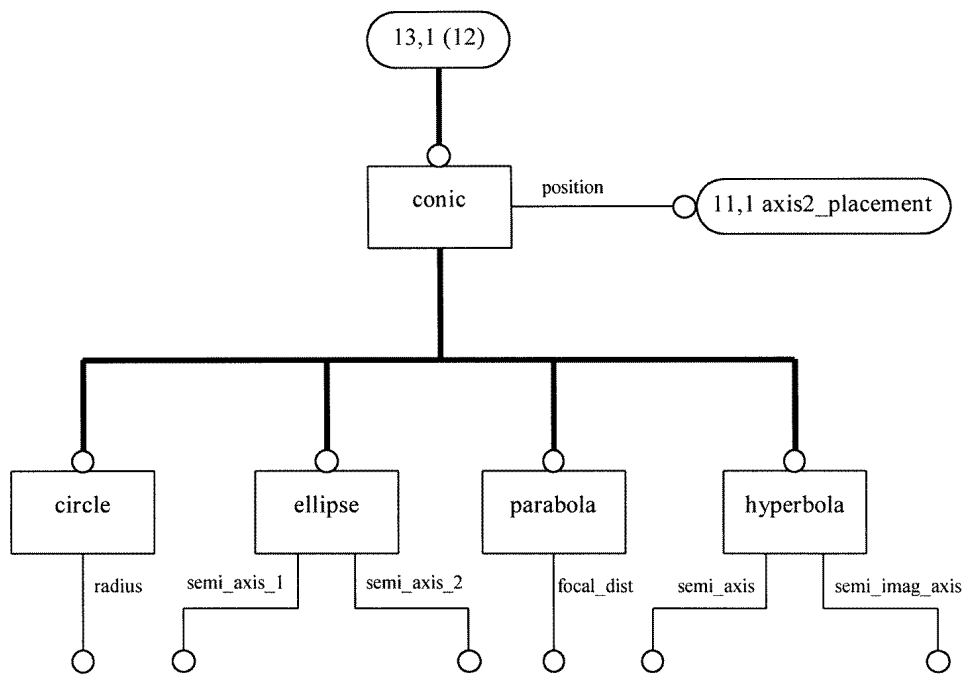 13,1 (12)
conic
position
11,1 axis2_placement
circle
ellipse
parabola
hyperbola
radius
semi_axis_1
semi_axis_2
focal_dist
semi_axis
semi_imag_axis